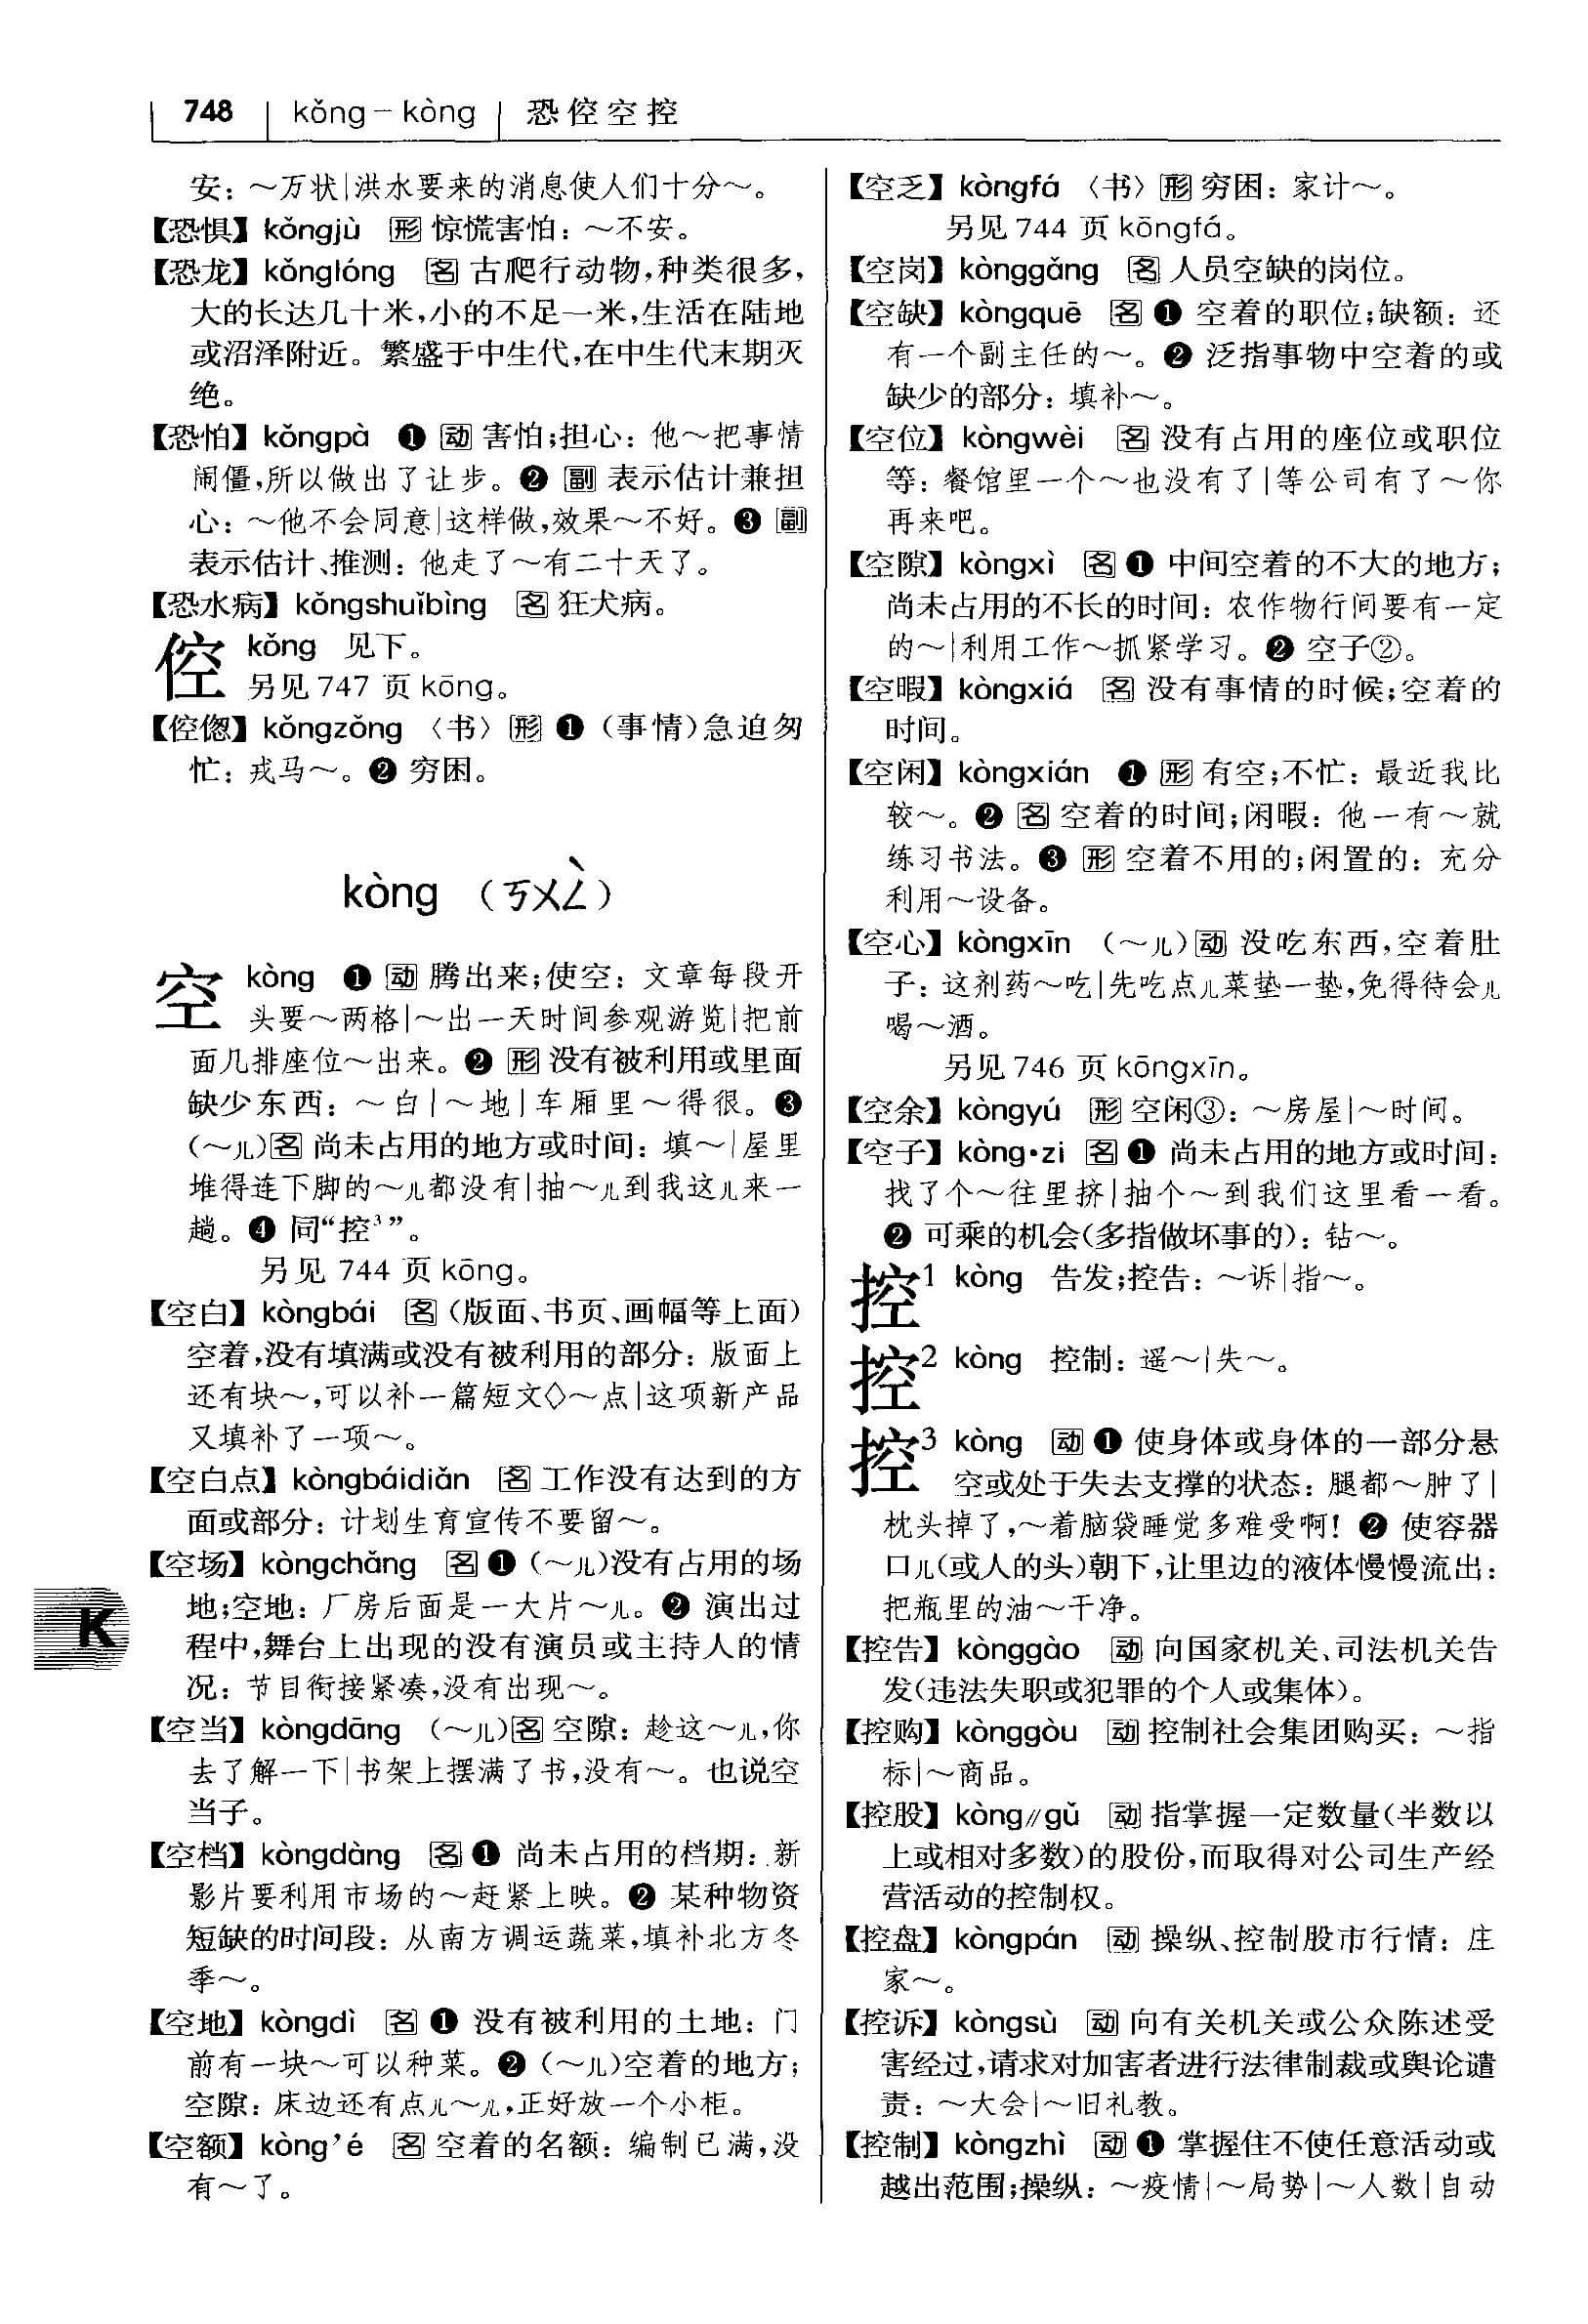 748 kǒng－kòng 恐倥空控
安：～万状|洪水要来的消息使人们十分～。
【恐惧】kǒngjù 形 惊慌害怕：～不安。
【恐龙】kǒnglóng 名 古爬行动物，种类很多，
大的长达几十米，小的不足一米，生活在陆地
或沼泽附近。繁盛于中生代，在中生代末期灭
绝。
【恐怕】kǒngpà ❶ 动 害怕；担心：他～把事情
闹僵，所以做出了让步。❷ 副 表示估计兼担
心：～他不会同意|这样做，效果～不好。❸ 副
表示估计、推测：他走了～有二十天了。
【恐水病】kǒngshuǐbìng 名 狂犬病。
倥 kǒng 见下。
另见 747 页 kōng。
【倥偬】kǒngzǒng 〈书〉形 ❶（事情）急迫匆
忙：戎马～。❷ 穷困。
kòng （ㄎㄨㄥˋ）
空 kòng ❶ 动 腾出来；使空：文章每段开
头要～两格|～出一天时间参观游览|把前
面几排座位～出来。❷ 形 没有被利用或里面
缺少东西：～白|～地|车厢里～得很。❸
（～儿）名 尚未占用的地方或时间：填～|屋里
堆得连下脚的～儿都没有|抽～儿到我这儿来一
趟。❹ 同“控³”。
另见 744 页 kōng。
【空白】kòngbái 名（版面、书页、画幅等上面）
空着，没有填满或没有被利用的部分：版面上
还有块～，可以补一篇短文◇～点|这项新产品
又填补了一项～。
【空白点】kòngbáidiǎn 名 工作没有达到的方
面或部分：计划生育宣传不要留～。
【空场】kòngchǎng 名 ❶（～儿）没有占用的场
地；空地：厂房后面是一大片～儿。❷ 演出过
程中，舞台上出现的没有演员或主持人的情
况：节目衔接紧凑，没有出现～。
【空当】kòngdāng （～儿）名 空隙：趁这～儿，你
去了解一下|书架上摆满了书，没有～。也说空
当子。
【空档】kòngdàng 名 ❶ 尚未占用的档期：新
影片要利用市场的～赶紧上映。❷ 某种物资
短缺的时间段：从南方调运蔬菜，填补北方冬
季～。
【空地】kòngdì 名 ❶ 没有被利用的土地：门
前有一块～可以种菜。❷（～儿）空着的地方；
空隙：床边还有点儿～儿，正好放一个小柜。
【空额】kòng’é 名 空着的名额：编制已满，没
有～了。
【空乏】kòngfá 〈书〉形 穷困：家计～。
另见 744 页 kōngfá。
【空岗】kònggǎng 名 人员空缺的岗位。
【空缺】kòngquē 名 ❶ 空着的职位；缺额：还
有一个副主任的～。❷ 泛指事物中空着的或
缺少的部分：填补～。
【空位】kòngwèi 名 没有占用的座位或职位
等：餐馆里一个～也没有了|等公司有了～你
再来吧。
【空隙】kòngxì 名 ❶ 中间空着的不大的地方；
尚未占用的不长的时间：农作物行间要有一定
的～|利用工作～抓紧学习。❷ 空子②。
【空暇】kòngxiá 名 没有事情的时候；空着的
时间。
【空闲】kòngxián ❶ 形 有空；不忙：最近我比
较～。❷ 名 空着的时间；闲暇：他一有～就
练习书法。❸ 形 空着不用的；闲置的：充分
利用～设备。
【空心】kòngxīn （～儿）动 没吃东西，空着肚
子：这剂药～吃|先吃点儿菜垫一垫，免得待会儿
喝～酒。
另见 746 页 kōngxīn。
【空余】kòngyú 形 空闲③：～房屋|～时间。
【空子】kòng•zi 名 ❶ 尚未占用的地方或时间：
找了个～往里挤|抽个～到我们这里看一看。
❷ 可乘的机会（多指做坏事的）：钻～。
控¹ kòng 告发；控告：～诉|指～。
控² kòng 控制：遥～|失～。
控³ kòng 动 ❶ 使身体或身体的一部分悬
空或处于失去支撑的状态：腿都～肿了|
枕头掉了，～着脑袋睡觉多难受啊！❷ 使容器
口儿（或人的头）朝下，让里边的液体慢慢流出：
把瓶里的油～干净。
【控告】kònggào 动 向国家机关、司法机关告
发（违法失职或犯罪的个人或集体）。
【控购】kònggòu 动 控制社会集团购买：～指
标|～商品。
【控股】kòng∥gǔ 动 指掌握一定数量（半数以
上或相对多数）的股份，而取得对公司生产经
营活动的控制权。
【控盘】kòngpán 动 操纵、控制股市行情：庄
家～。
【控诉】kòngsù 动 向有关机关或公众陈述受
害经过，请求对加害者进行法律制裁或舆论谴
责：～大会|～旧礼教。
【控制】kòngzhì 动 ❶ 掌握住不使任意活动或
越出范围；操纵：～疫情|～局势|～人数|自动
K